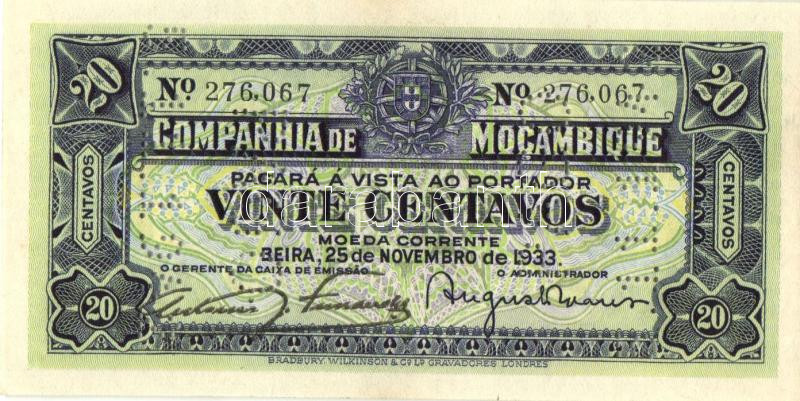 20 20
Nº 276,067 Nº 276,067
COMPANHIA DE MOÇAMBIQUE
PAGARÁ Á VISTA AO PORTADOR
VINTE CENTAVOS
MOEDA CORRENTE
BEIRA, 25 de NOVEMBRO de 1933.
O GERENTE DA CAIXA DE EMISSÃO O ADMINISTRADOR
CENTAVOS CENTAVOS
20 20
BRADBURY, WILKINSON & Cº Lº GRAVADORES LONDRES